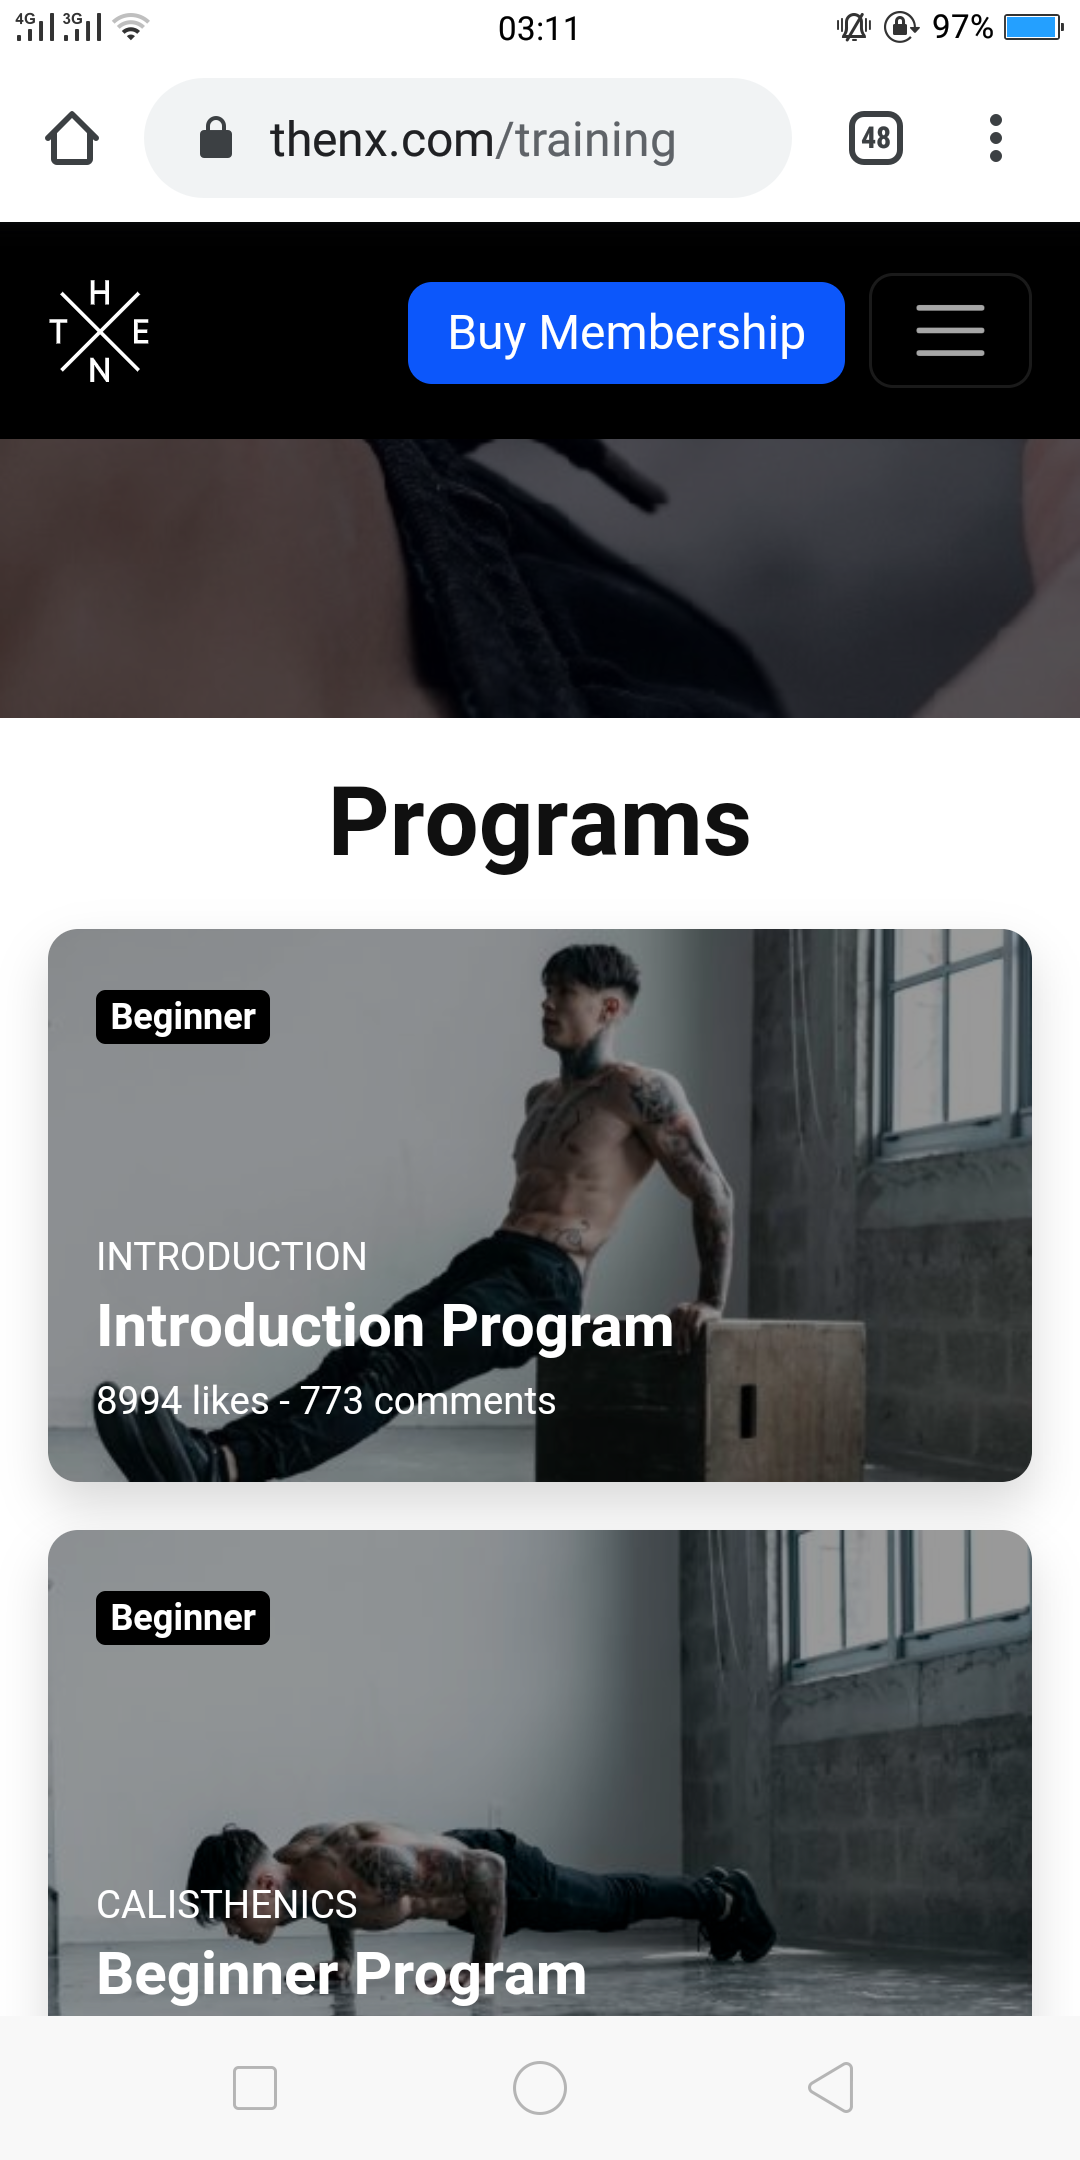 4G 3G 03:11 97%
thenx.com/training 48
T H E N Buy Membership
Programs
Beginner
INTRODUCTION
Introduction Program
8994 likes - 773 comments
Beginner
CALISTHENICS
Beginner Program